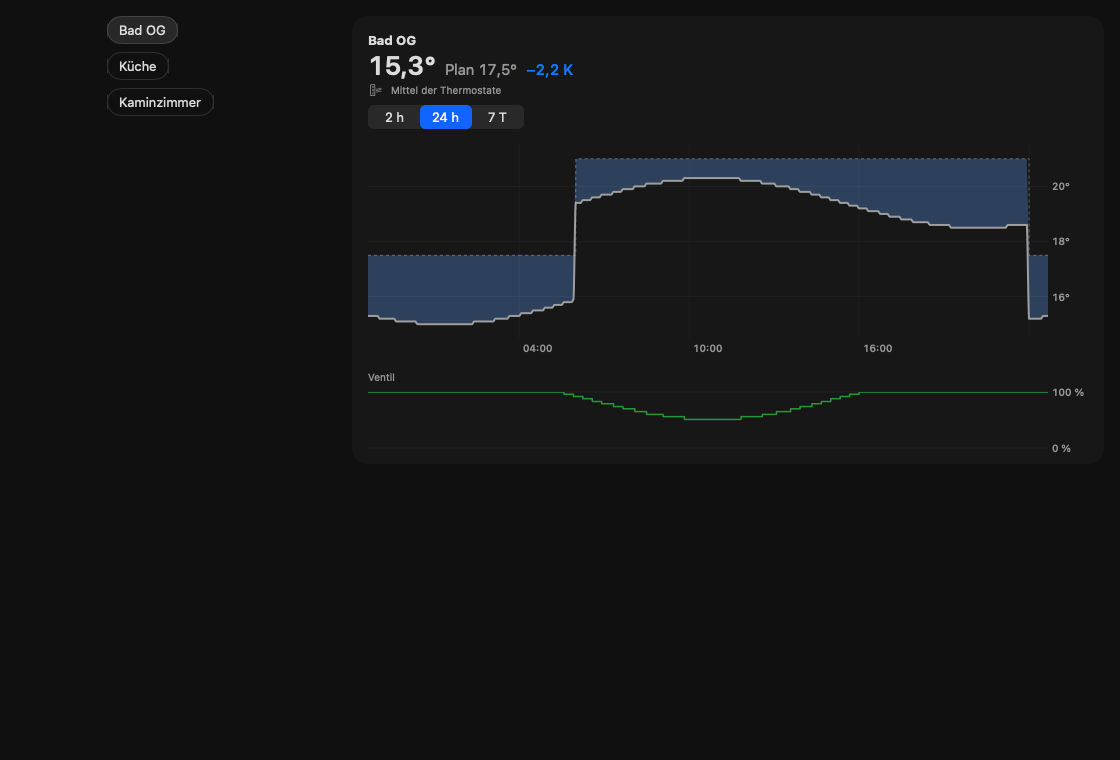 Bad OG
Küche
Kaminzimmer
Bad OG
15,3° Plan 17,5° −2,2 K
Mittel der Thermostate
2 h 24 h 7 T
20°
18°
16°
04:00 10:00 16:00
Ventil
100 %
0 %